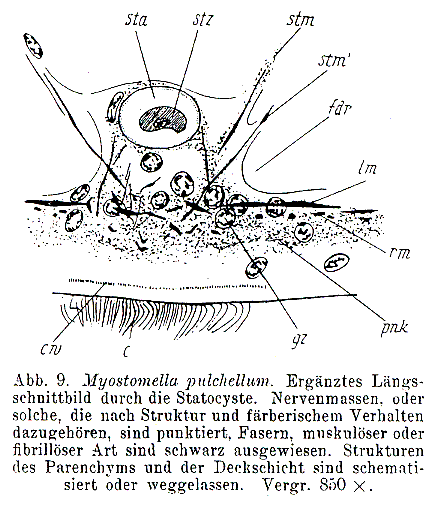 sta stz stm
stm'
fdr
lm
rm
pnk
cw c gz
Abb. 9. Myostomella pulchellum. Ergänztes Längs-
schnittbild durch die Statocyste. Nervenmassen, oder
solche, die nach Struktur und färberischem Verhalten
dazugehören, sind punktiert, Fasern, muskulöser oder
fibrillöser Art sind schwarz ausgewiesen. Strukturen
des Parenchyms und der Deckschicht sind schemati-
siert oder weggelassen. Vergr. 850 ×.